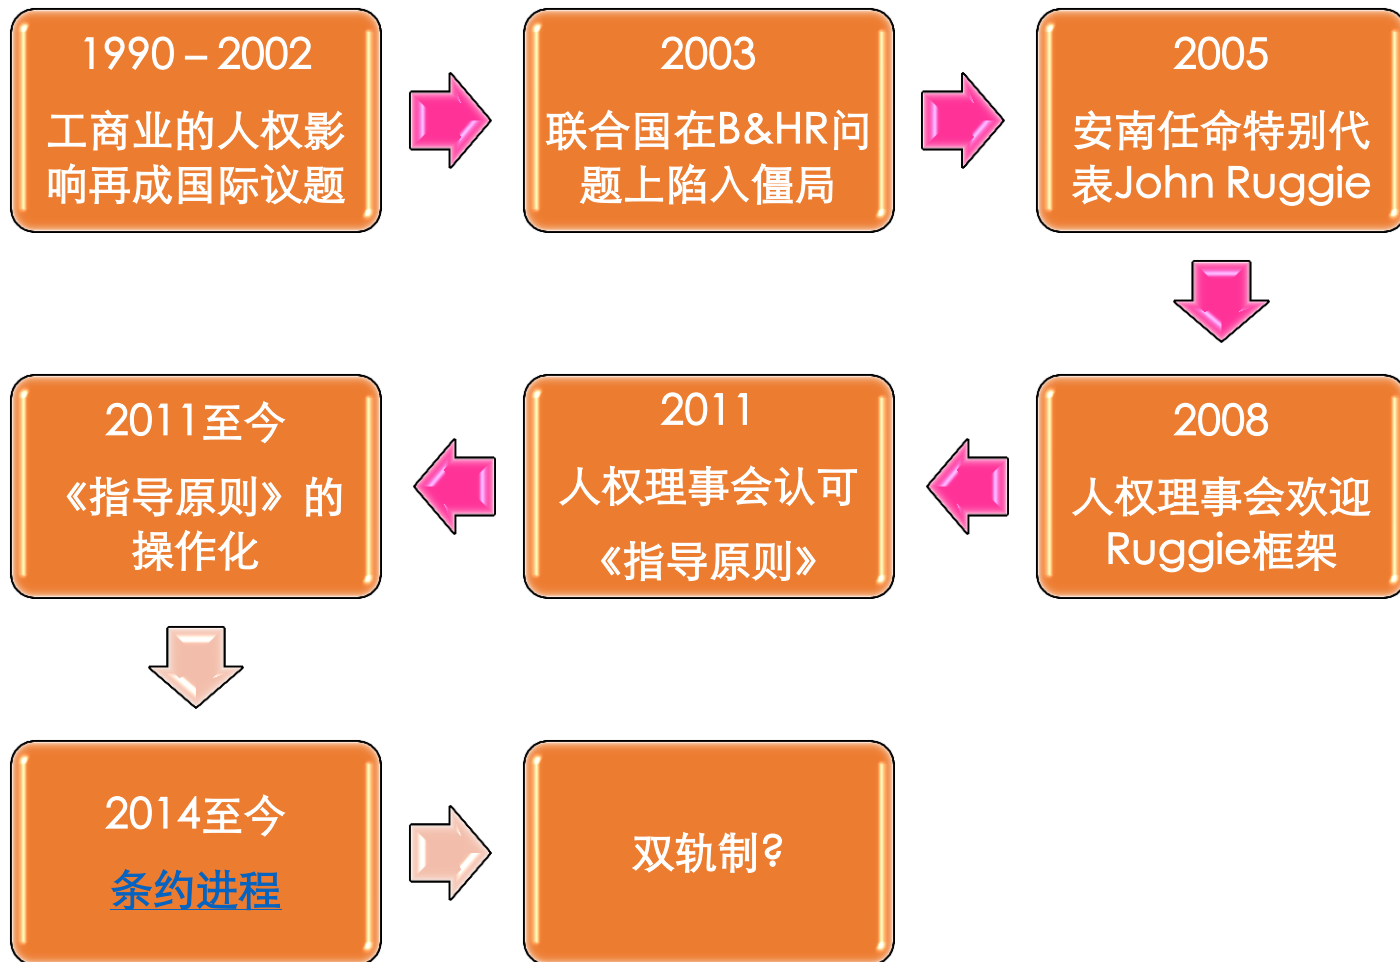 1990 – 2002
工商业的人权影
响再成国际议题
2003
联合国在B&HR问
题上陷入僵局
2005
安南任命特别代
表John Ruggie
2008
人权理事会欢迎
Ruggie框架
2011
人权理事会认可
《指导原则》
2011至今
《指导原则》的
操作化
2014至今
条约进程
双轨制?